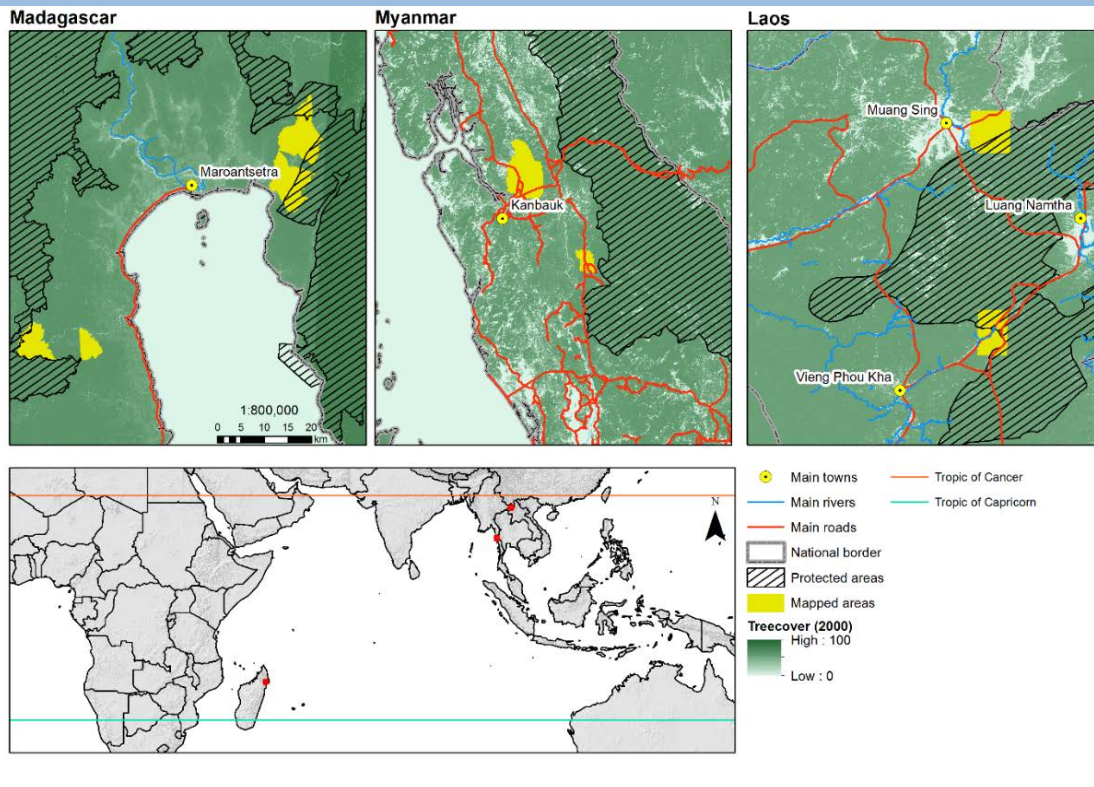 Madagascar
Maroantsetra
1:800,000
0 5 10 15 20
km
Myanmar
Kanbauk
Laos
Muang Sing
Luang Namtha
Vieng Phou Kha
N
Main towns
Main rivers
Main roads
National border
Protected areas
Mapped areas
Treecover (2000)
High : 100
Low : 0
Tropic of Cancer
Tropic of Capricorn